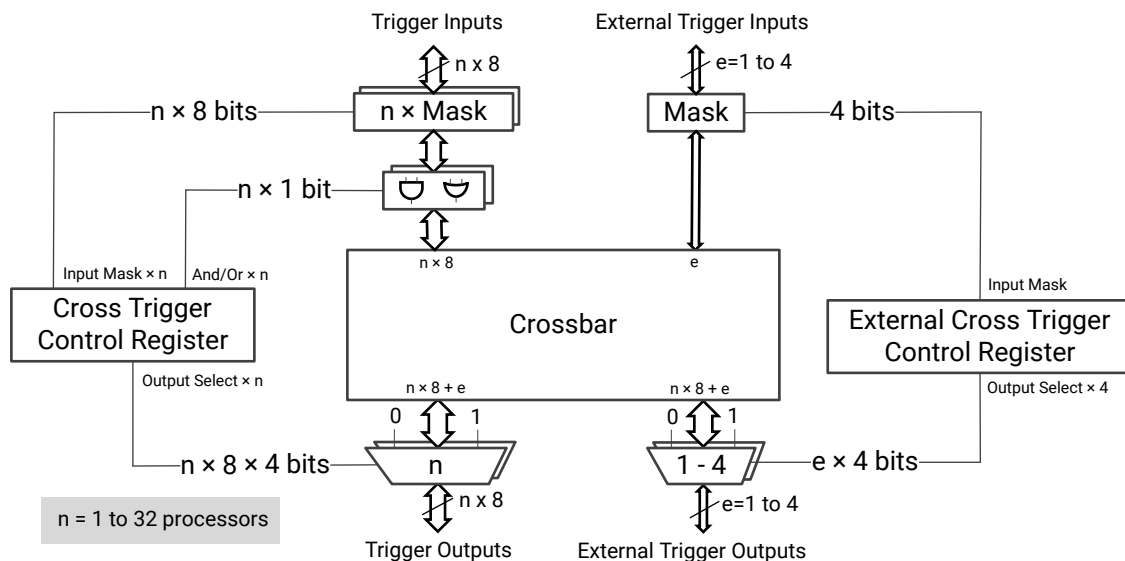 Trigger Inputs
External Trigger Inputs
n x 8
e=1 to 4
n × 8 bits
n × Mask
Mask
4 bits
n × 1 bit
n × 8
e
Input Mask × n
And/Or × n
Input Mask
Cross Trigger
Control Register
Crossbar
External Cross Trigger
Control Register
Output Select × n
n × 8 + e
n × 8 + e
Output Select × 4
0
1
0
1
n × 8 × 4 bits
n
1 - 4
e × 4 bits
n x 8
e=1 to 4
n = 1 to 32 processors
Trigger Outputs
External Trigger Outputs